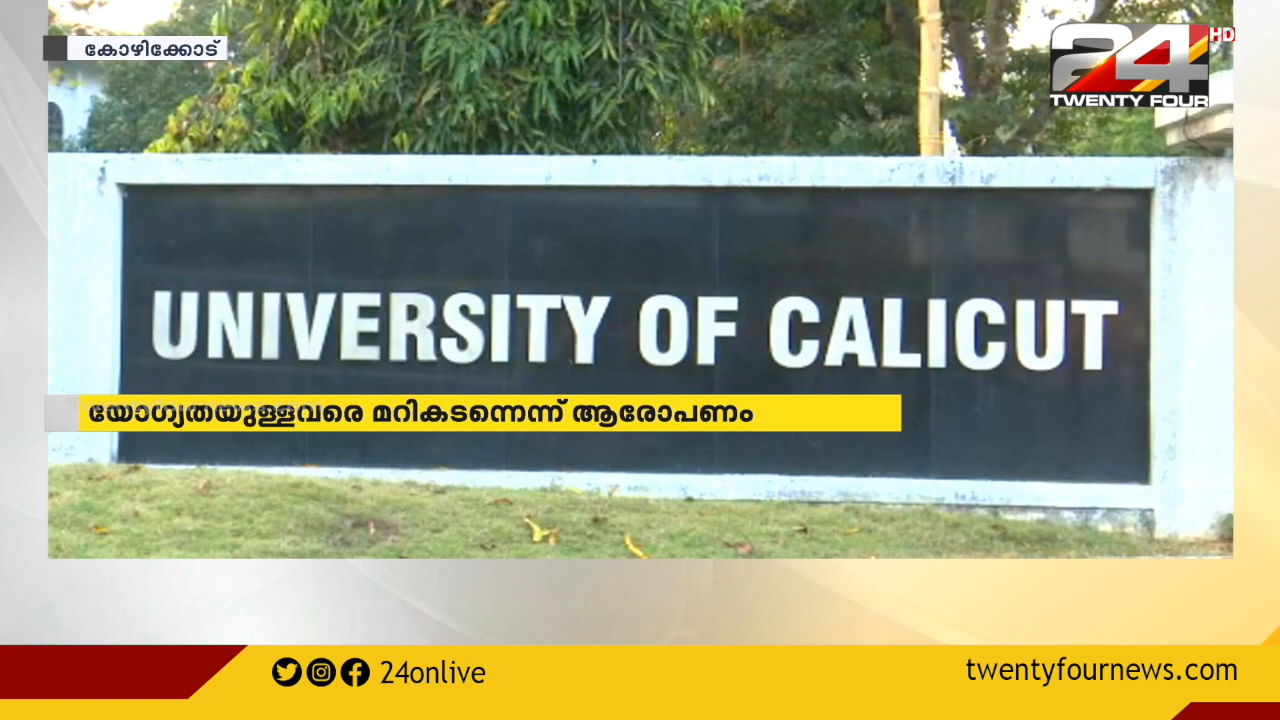 കോഴിക്കോട്
24 HD
TWENTY FOUR
UNIVERSITY OF CALICUT
യോഗ്യതയുള്ളവരെ മറികടന്നെന്ന് ആരോപണം
24onlive
twentyfournews.com